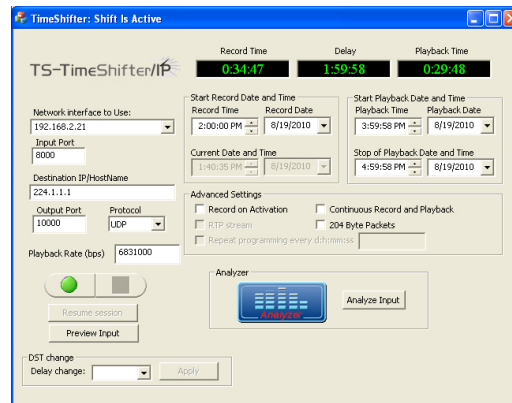 TimeShifter: Shift Is Active
TS-TimeShifter/IP
Record Time
0:34:47
Delay
1:59:58
Playback Time
0:29:48
Network interface to Use:
192.168.2.21
Input Port
8000
Destination IP/HostName
224.1.1.1
Output Port
10000
Protocol
UDP
Playback Rate (bps)
6831000
Resume session
Preview Input
DST change
Delay change:
Apply
Start Record Date and Time
Record Time
Record Date
2:00:00 PM
8/19/2010
Current Date and Time
1:40:35 PM
8/19/2010
Start Playback Date and Time
Playback Time
Playback Date
3:59:58 PM
8/19/2010
Stop of Playback Date and Time
4:59:58 PM
8/19/2010
Advanced Settings
Record on Activation
Continuous Record and Playback
RTP stream
204 Byte Packets
Repeat programming every d:h:mm:ss
Analyzer
Analyzer
Analyze Input